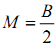 M = B/2